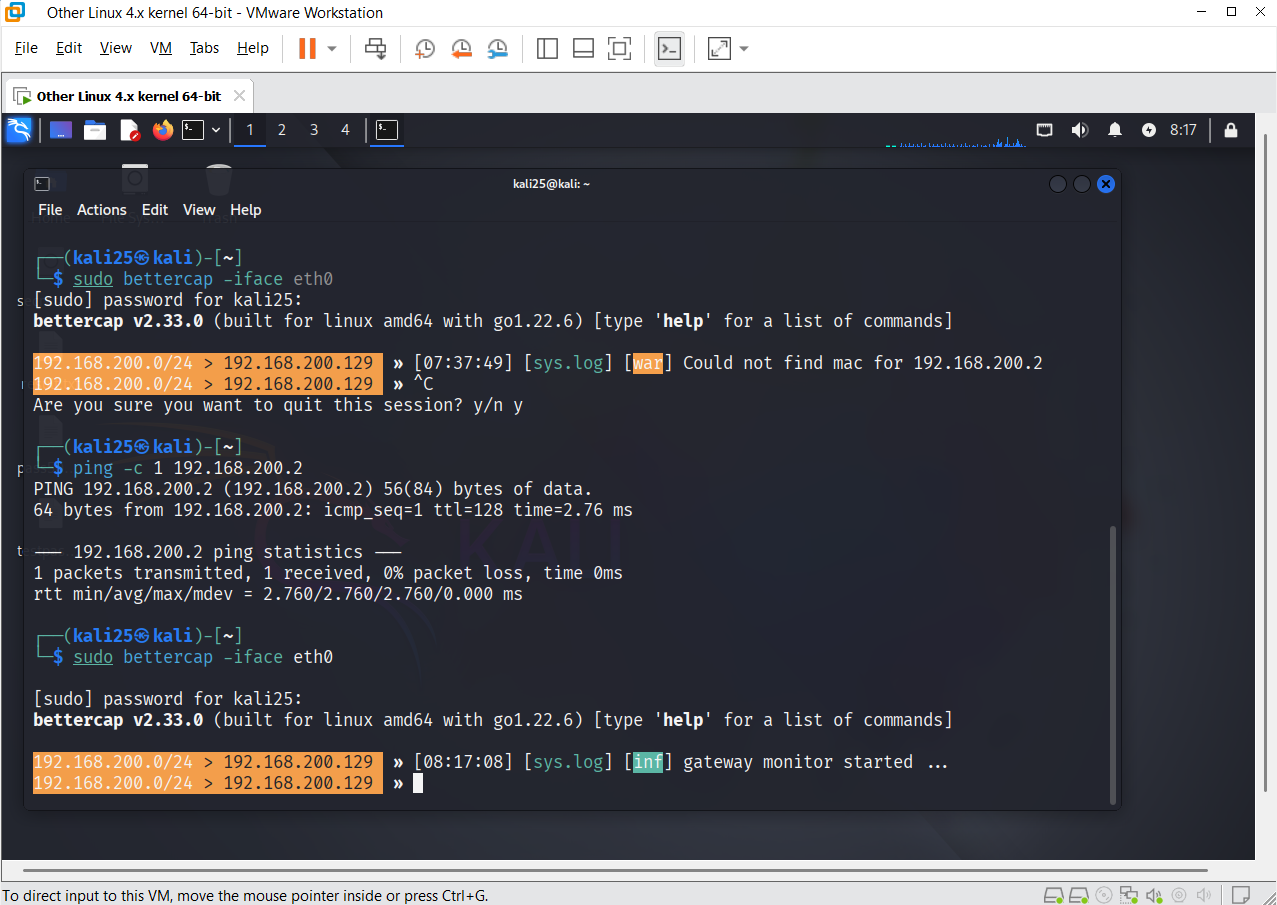 Other Linux 4.x kernel 64-bit - VMware Workstation
File Edit View VM Tabs Help
Other Linux 4.x kernel 64-bit
1 2 3 4 8:17
kali25@kali: ~
File Actions Edit View Help
┌──(kali25㉿kali)-[~]
└─$ sudo bettercap -iface eth0
[sudo] password for kali25:
bettercap v2.33.0 (built for linux amd64 with go1.22.6) [type 'help' for a list of commands]
192.168.200.0/24 > 192.168.200.129 » [07:37:49] [sys.log] [war] Could not find mac for 192.168.200.2
192.168.200.0/24 > 192.168.200.129 » ^C
Are you sure you want to quit this session? y/n y
┌──(kali25㉿kali)-[~]
└─$ ping -c 1 192.168.200.2
PING 192.168.200.2 (192.168.200.2) 56(84) bytes of data.
64 bytes from 192.168.200.2: icmp_seq=1 ttl=128 time=2.76 ms
--- 192.168.200.2 ping statistics ---
1 packets transmitted, 1 received, 0% packet loss, time 0ms
rtt min/avg/max/mdev = 2.760/2.760/2.760/0.000 ms
┌──(kali25㉿kali)-[~]
└─$ sudo bettercap -iface eth0
[sudo] password for kali25:
bettercap v2.33.0 (built for linux amd64 with go1.22.6) [type 'help' for a list of commands]
192.168.200.0/24 > 192.168.200.129 » [08:17:08] [sys.log] [inf] gateway monitor started ...
192.168.200.0/24 > 192.168.200.129 »
KALI
To direct input to this VM, move the mouse pointer inside or press Ctrl+G.